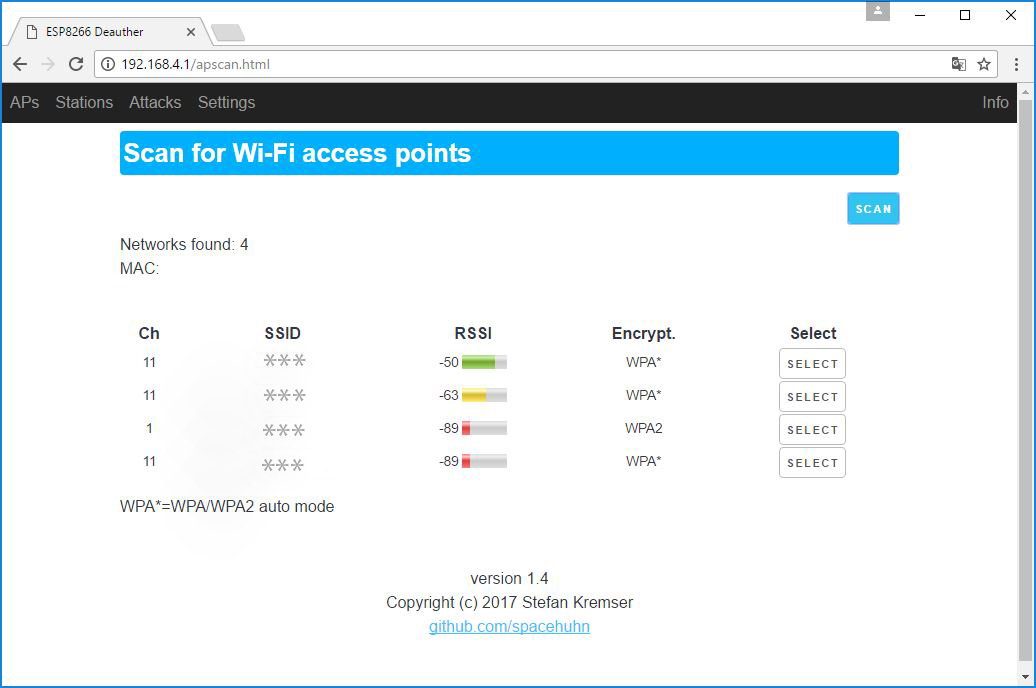 ESP8266 Deauther
192.168.4.1/apscan.html
APs Stations Attacks Settings Info
Scan for Wi-Fi access points
SCAN
Networks found: 4
MAC:
Ch SSID RSSI Encrypt. Select
11 *** -50 WPA* SELECT
11 *** -63 WPA* SELECT
1 *** -89 WPA2 SELECT
11 *** -89 WPA* SELECT
WPA*=WPA/WPA2 auto mode
version 1.4
Copyright (c) 2017 Stefan Kremser
github.com/spacehuhn